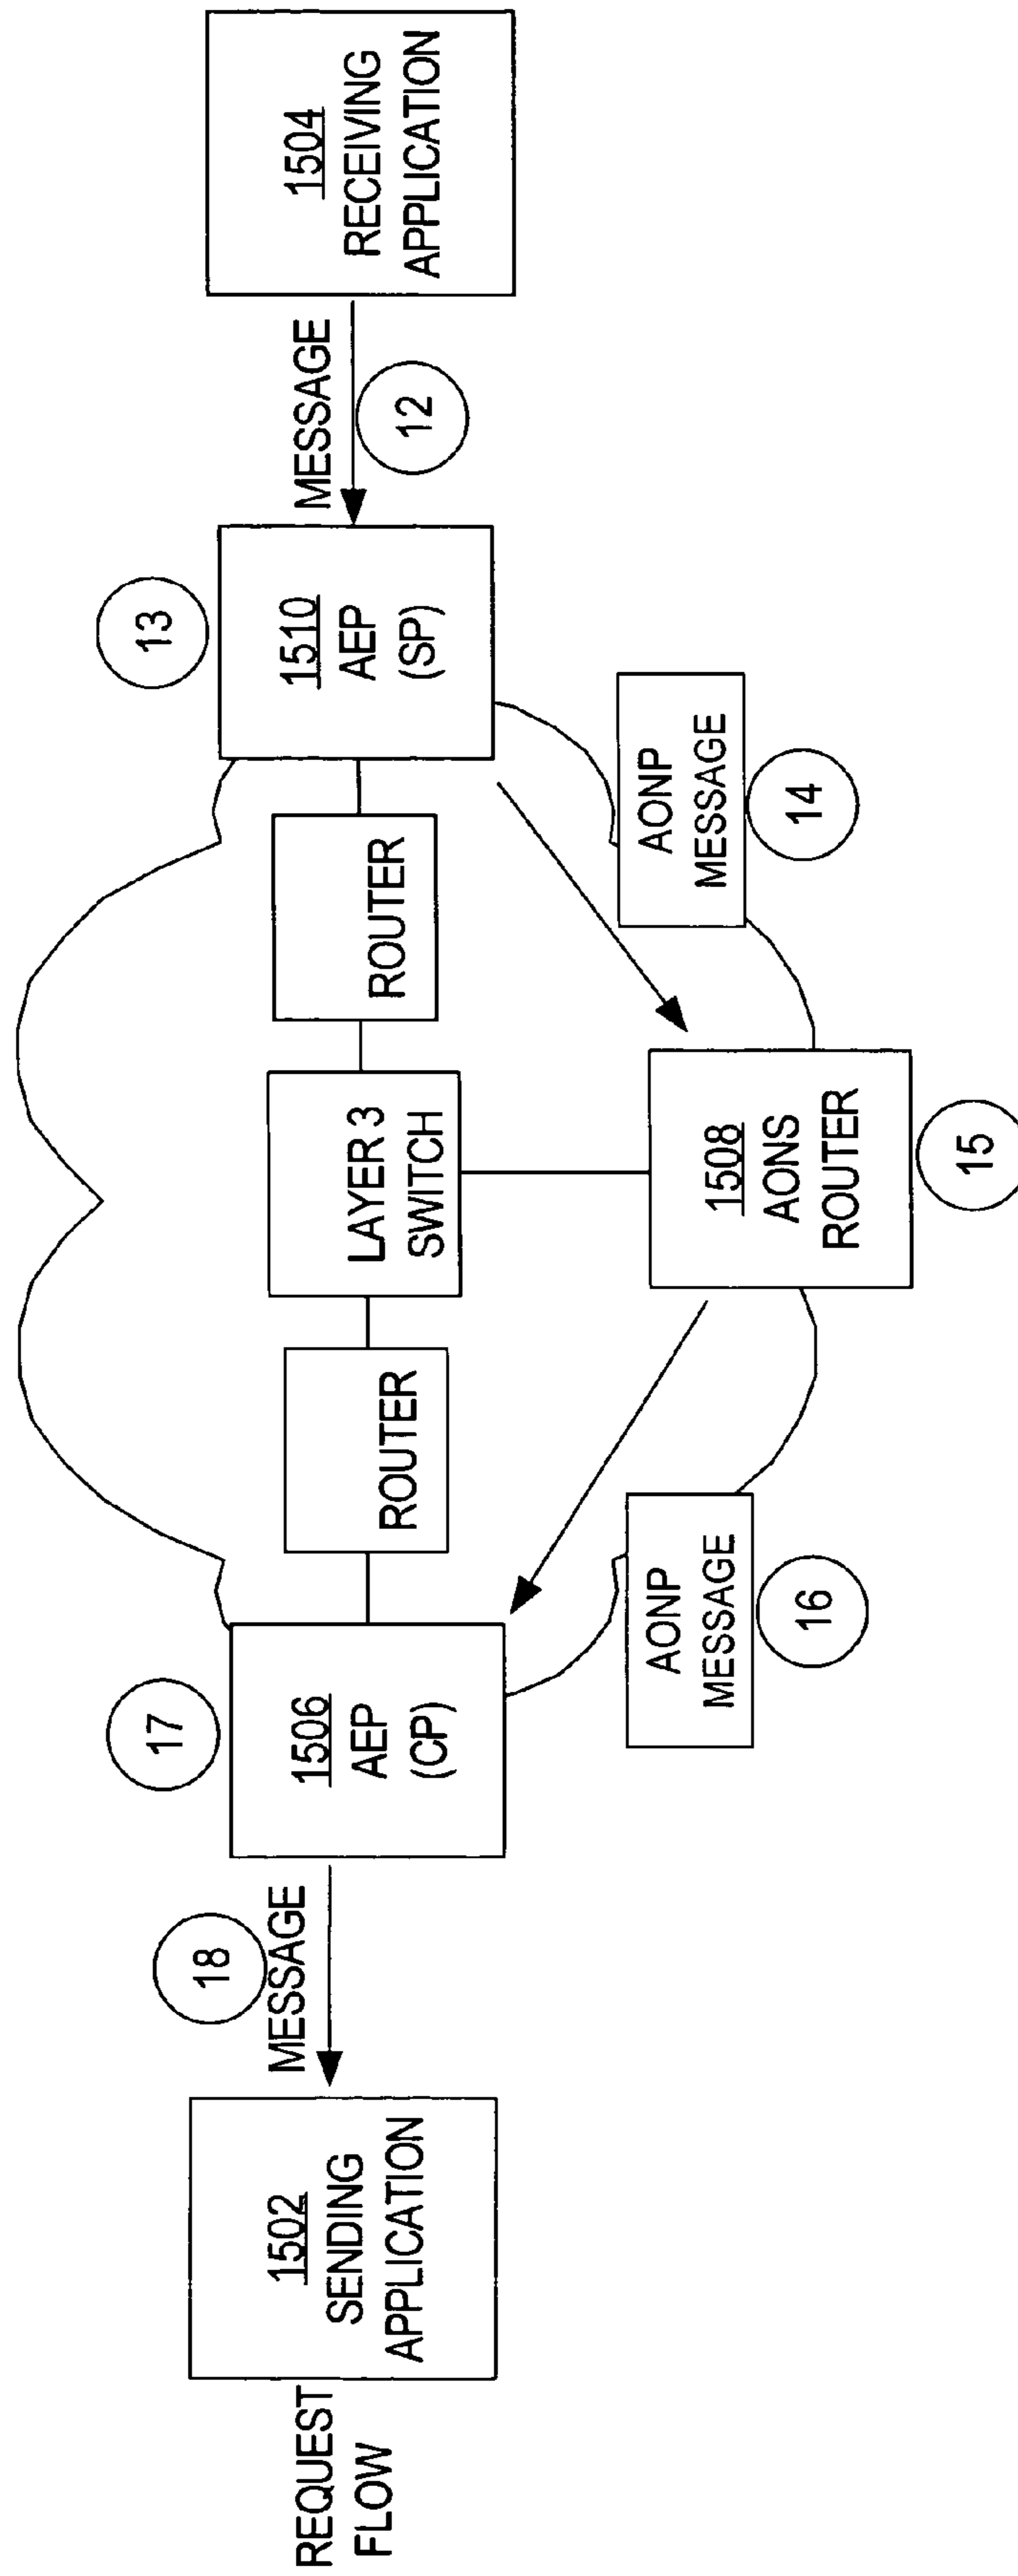 REQUEST
FLOW
1502
SENDING
APPLICATION
18
MESSAGE
17
1506
AEP
(CP)
ROUTER
LAYER 3
SWITCH
ROUTER
13
1510
AEP
(SP)
MESSAGE
12
1504
RECEIVING
APPLICATION
AONP
MESSAGE
16
1508
AONS
ROUTER
15
AONP
MESSAGE
14